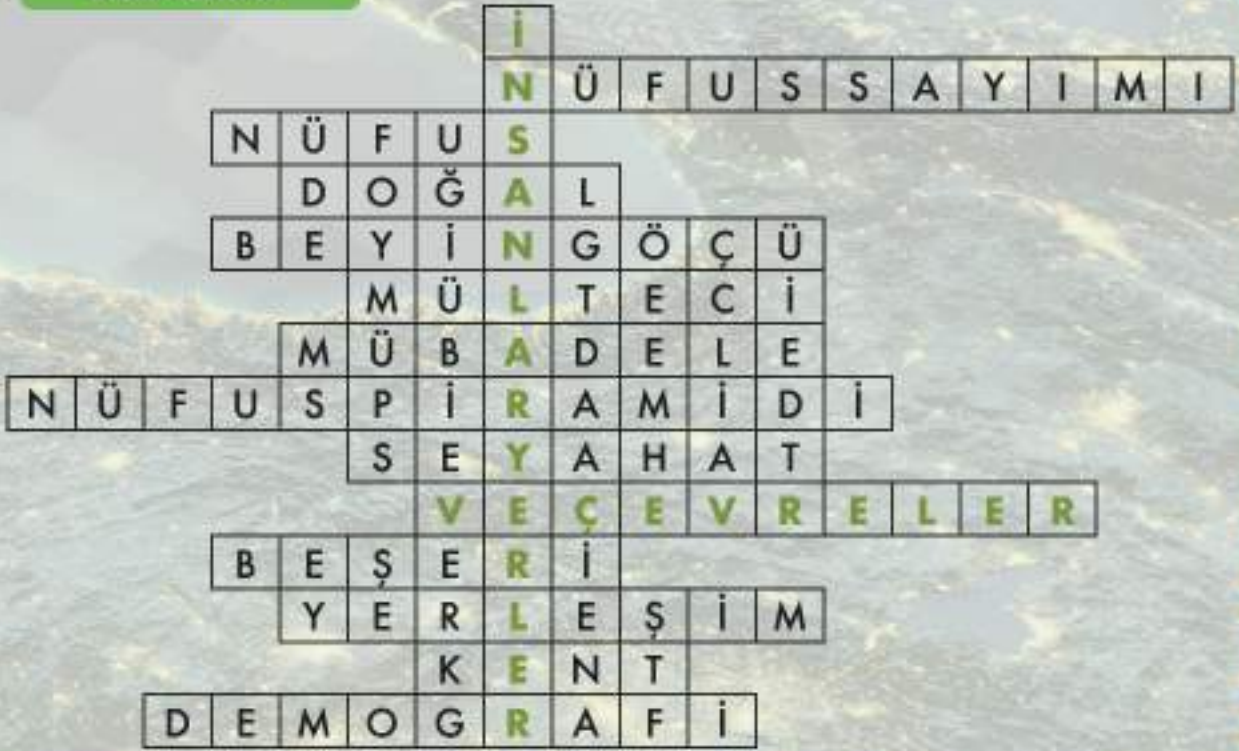 İ
NÜFUSSAYIMI
NÜFUS
DOĞAL
BEYİNGÖÇÜ
MÜLTECİ
MÜBADELE
NÜFUSPİRAMİDİ
SEYAHAT
VEÇEVRELER
BEŞERİ
YERLEŞİM
KENT
DEMOGRAFİ